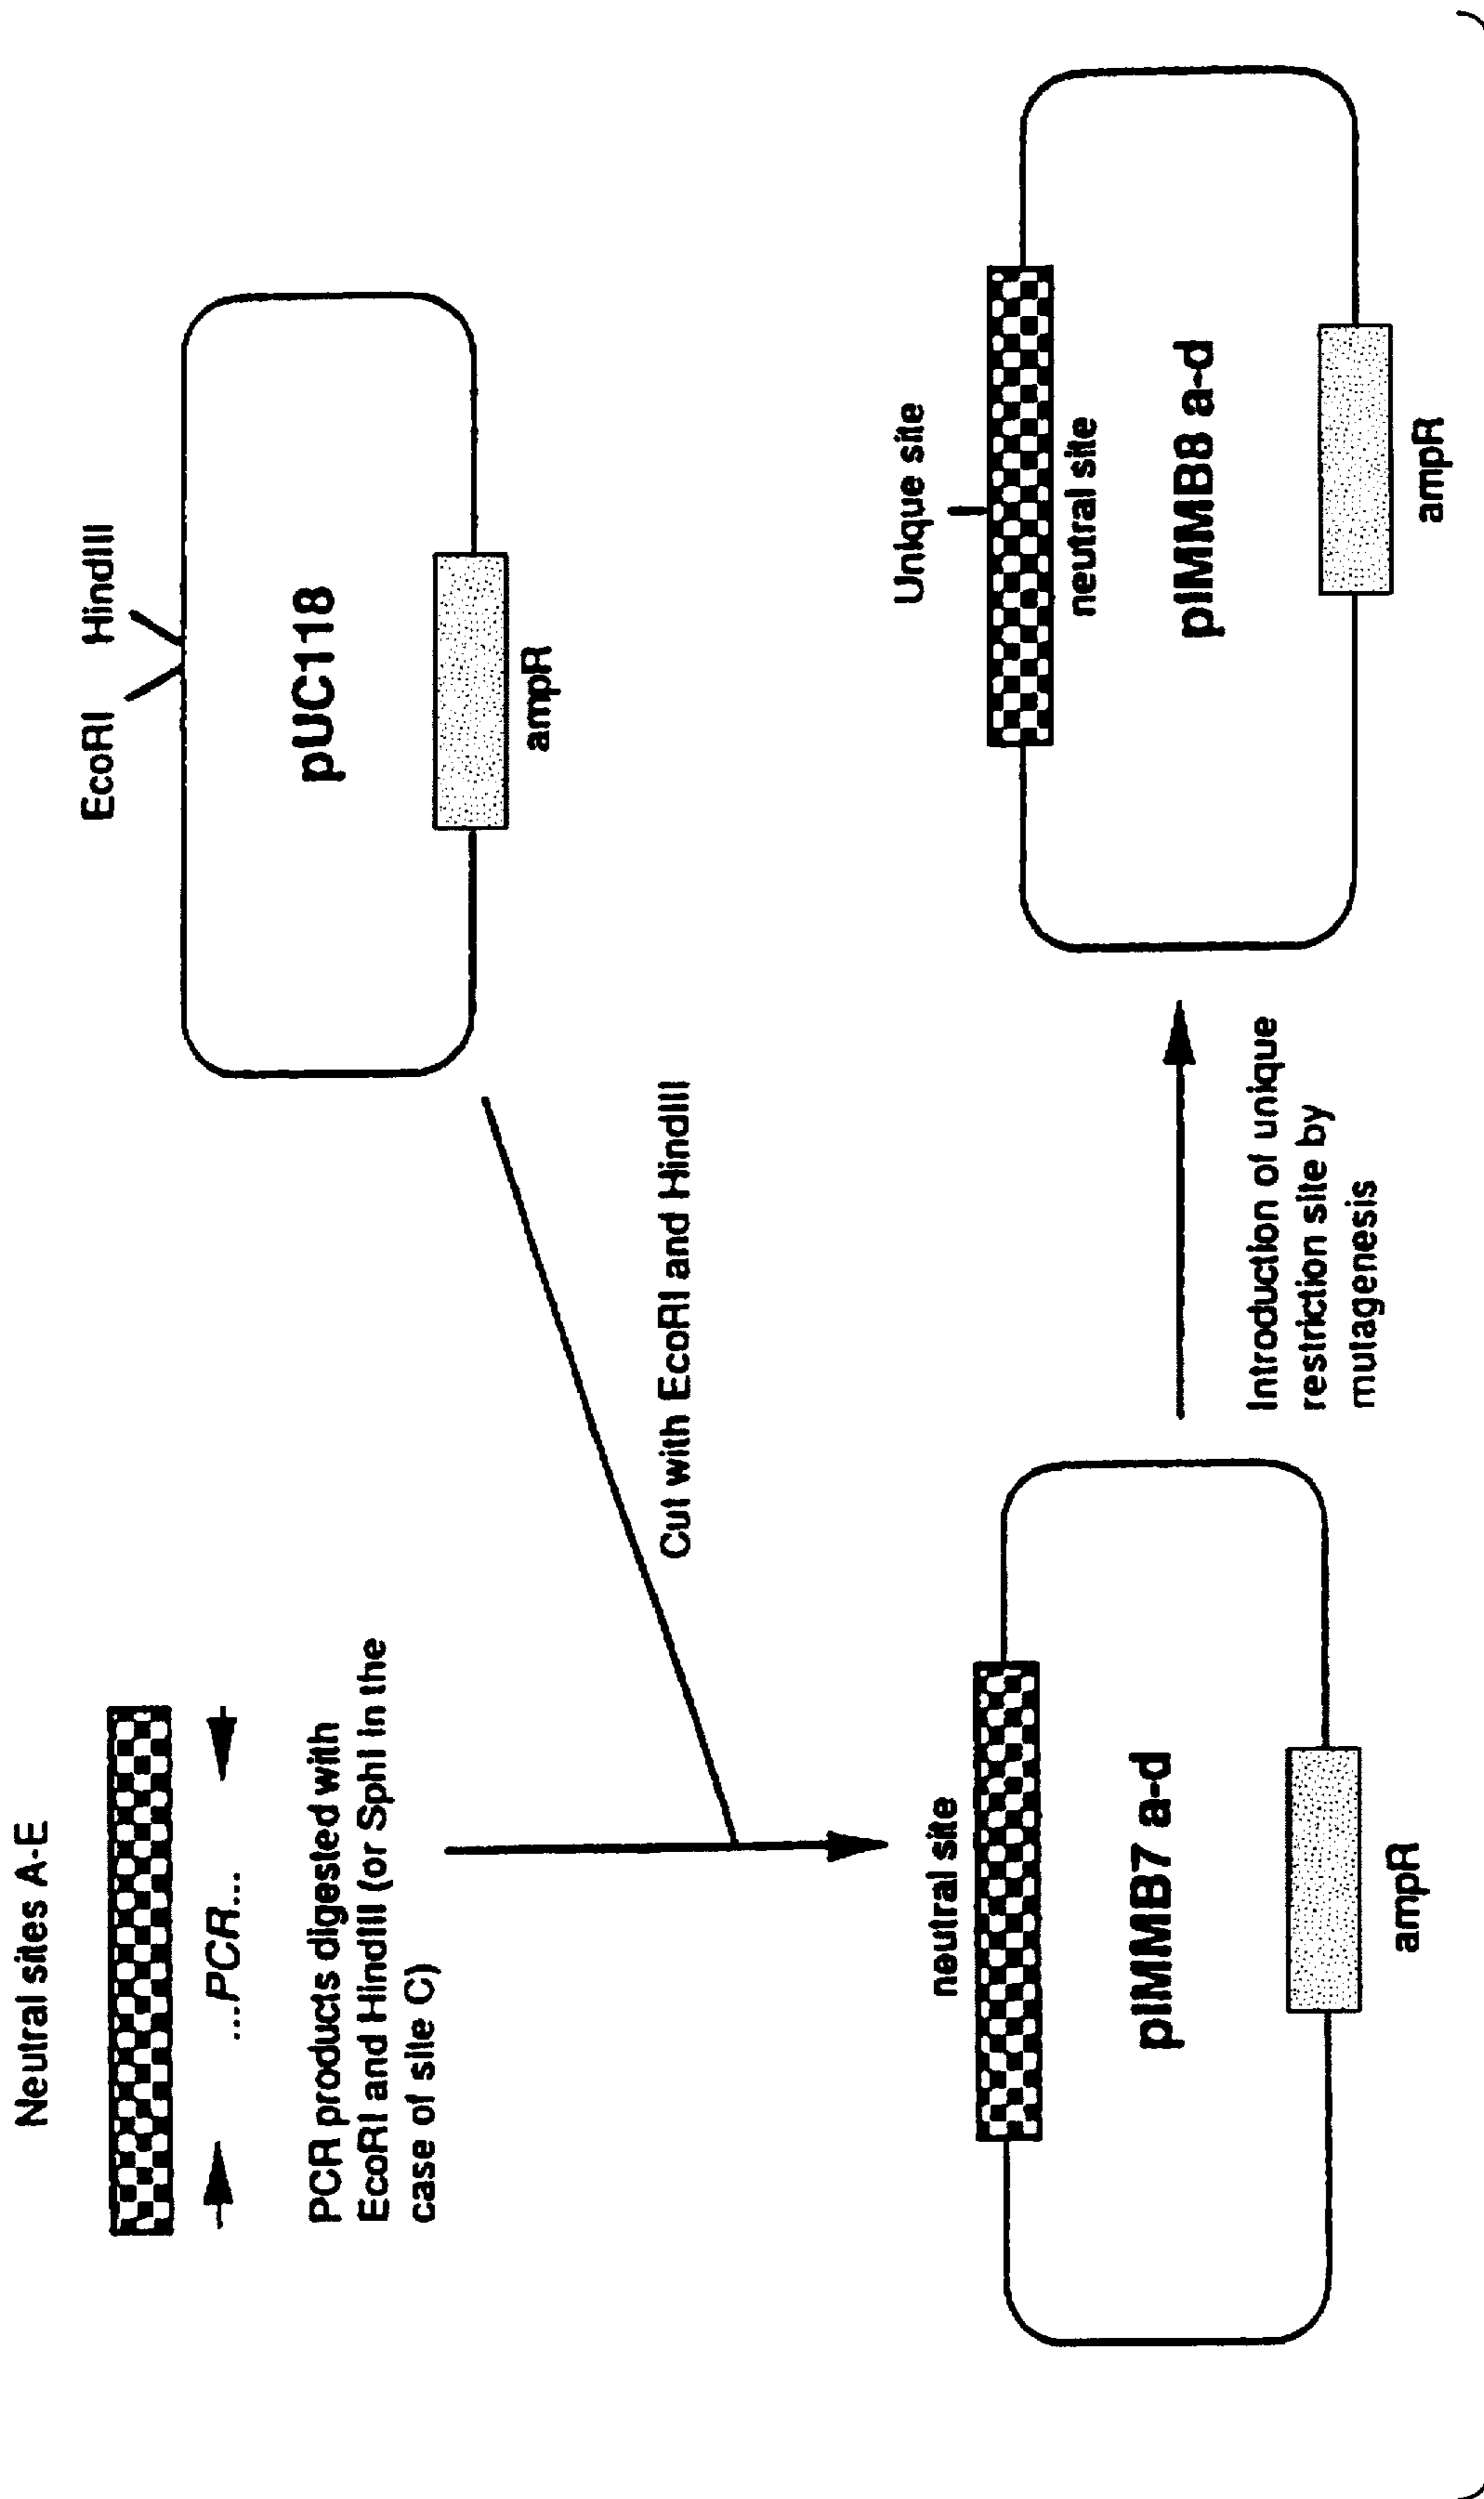 Neutral sites A-E
...PCR...
PCR products digested with
EcoRI and HindIII (or SphI in the
case of site C)
EcoRI
HindIII
pUC118
ampR
Cut with EcoRI and HindIII
neutral site
pIMMB7 a-d
ampR
Introduction of unique
restriction site by
mutagenesis
Unique site
neutral site
pIMMB8 a-d
ampR